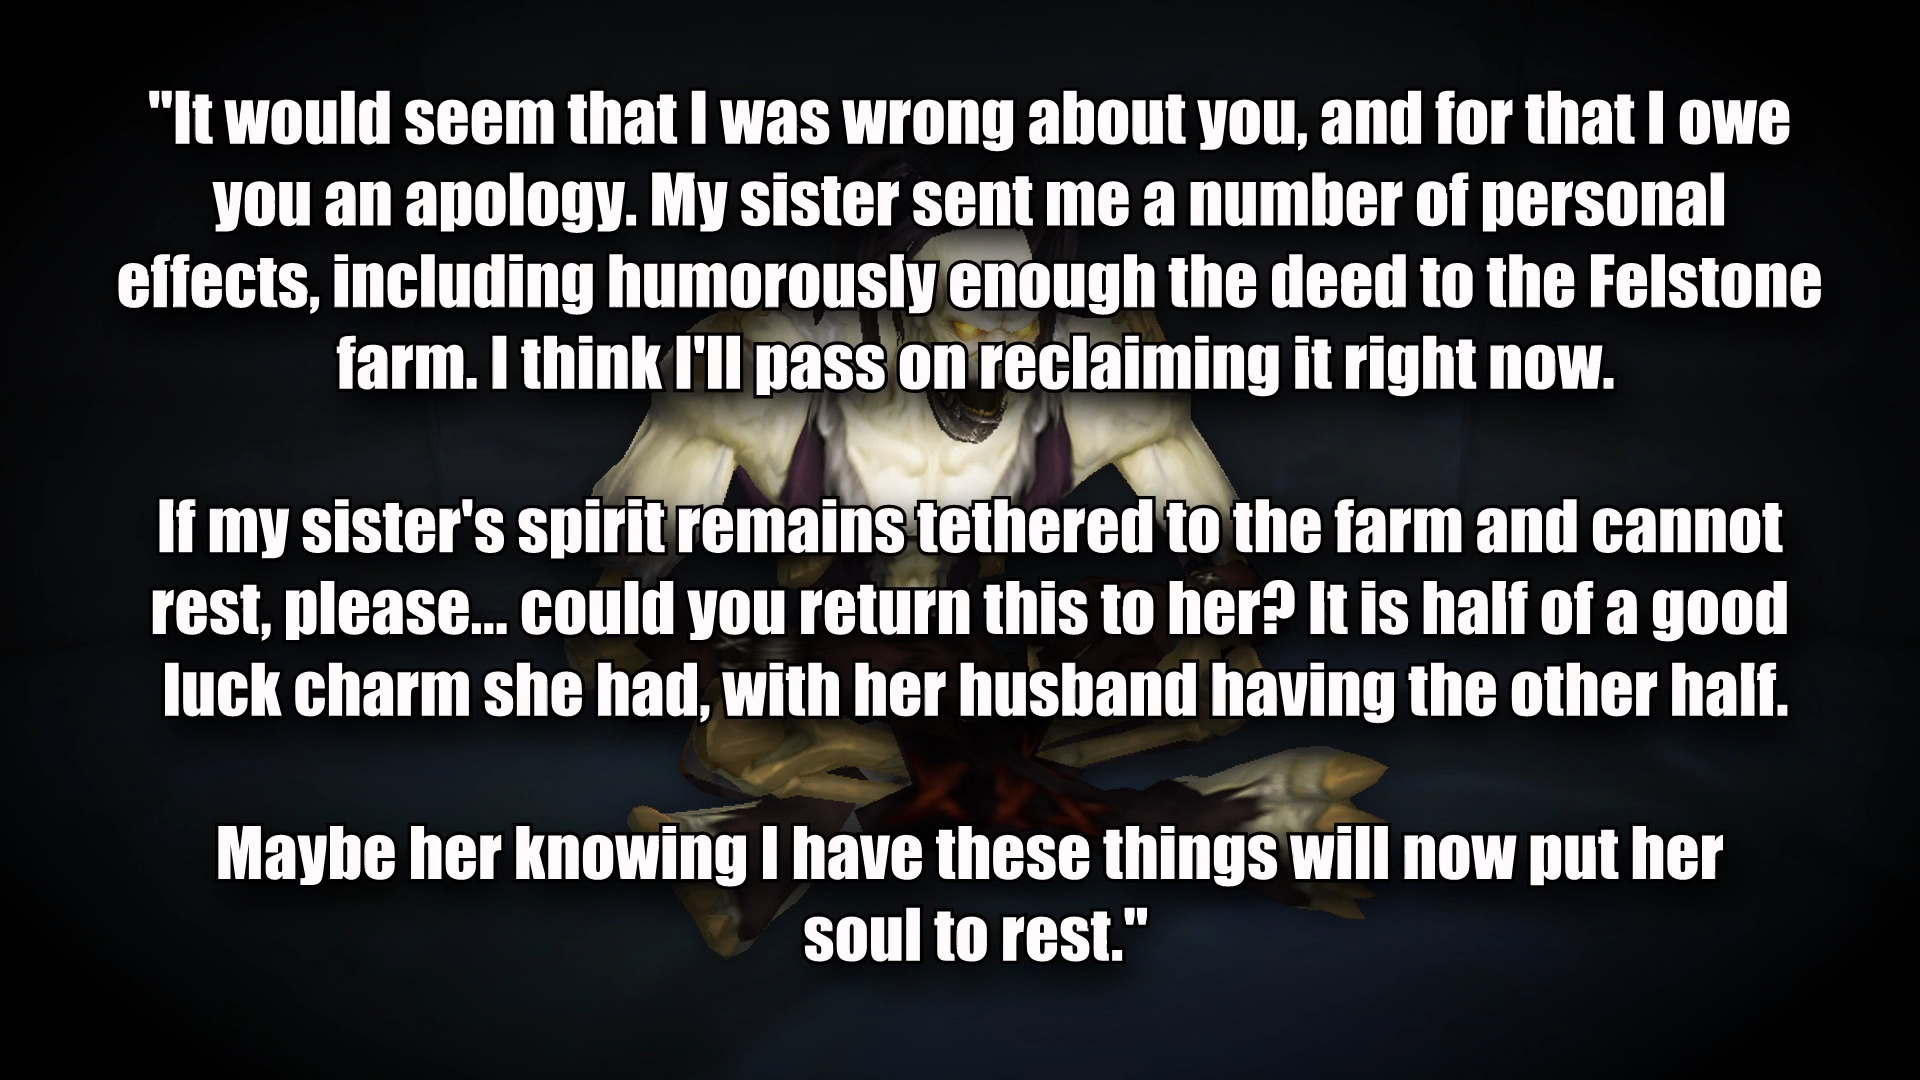 "It would seem that I was wrong about you, and for that I owe
you an apology. My sister sent me a number of personal
effects, including humorously enough the deed to the Felstone
farm. I think I'll pass on reclaiming it right now.
If my sister's spirit remains tethered to the farm and cannot
rest, please... could you return this to her? It is half of a good
luck charm she had, with her husband having the other half.
Maybe her knowing I have these things will now put her
soul to rest."